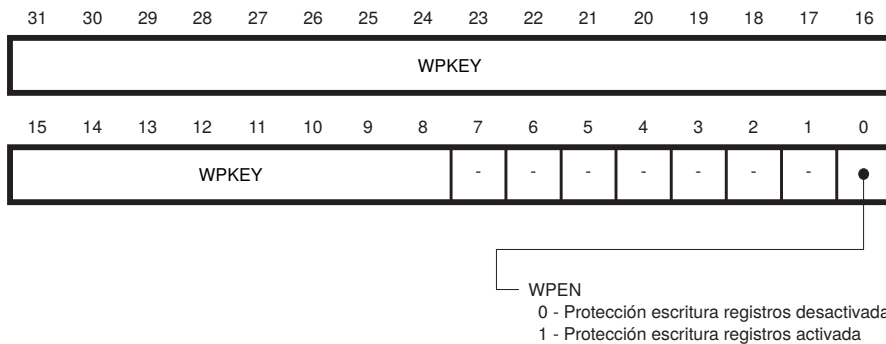 31 30 29 28 27 26 25 24 23 22 21 20 19 18 17 16
WPKEY
15 14 13 12 11 10 9 8 7 6 5 4 3 2 1 0
WPKEY - - - - - - -
WPEN
0 - Protección escritura registros desactivada
1 - Protección escritura registros activada